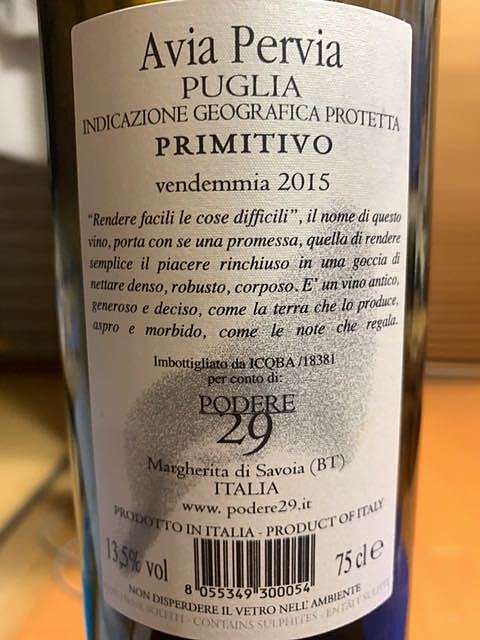 Avia Pervia
PUGLIA
INDICAZIONE GEOGRAFICA PROTETTA
PRIMITIVO
vendemmia 2015
"Rendere facili le cose difficili", il nome di questo
vino, porta con se una promessa, quella di rendere
semplice il piacere rinchiuso in una goccia di
nettare denso, robusto, corposo. E' un vino antico,
generoso e deciso, come la terra che lo produce,
aspro e morbido, come le note che regala.
Imbottigliato da ICOBA /18381
per conto di:
PODERE
29
Margherita di Savoia (BT)
ITALIA
www. podere29.it
PRODOTTO IN ITALIA - PRODUCT OF ITALY
13,5% vol
75 cl e
8 055349 300054
NON DISPERDERE IL VETRO NELL' AMBIENTE
SOLFITI - CONTAINS SULPHITES - ENTHÄLT SULFITE